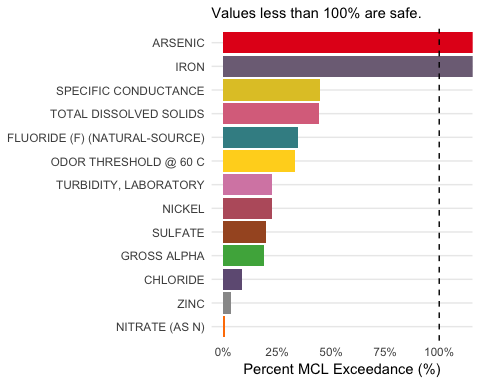 Values less than 100% are safe.
ARSENIC
IRON
SPECIFIC CONDUCTANCE
TOTAL DISSOLVED SOLIDS
FLUORIDE (F) (NATURAL-SOURCE)
ODOR THRESHOLD @ 60 C
TURBIDITY, LABORATORY
NICKEL
SULFATE
GROSS ALPHA
CHLORIDE
ZINC
NITRATE (AS N)
0% 25% 50% 75% 100%
Percent MCL Exceedance (%)